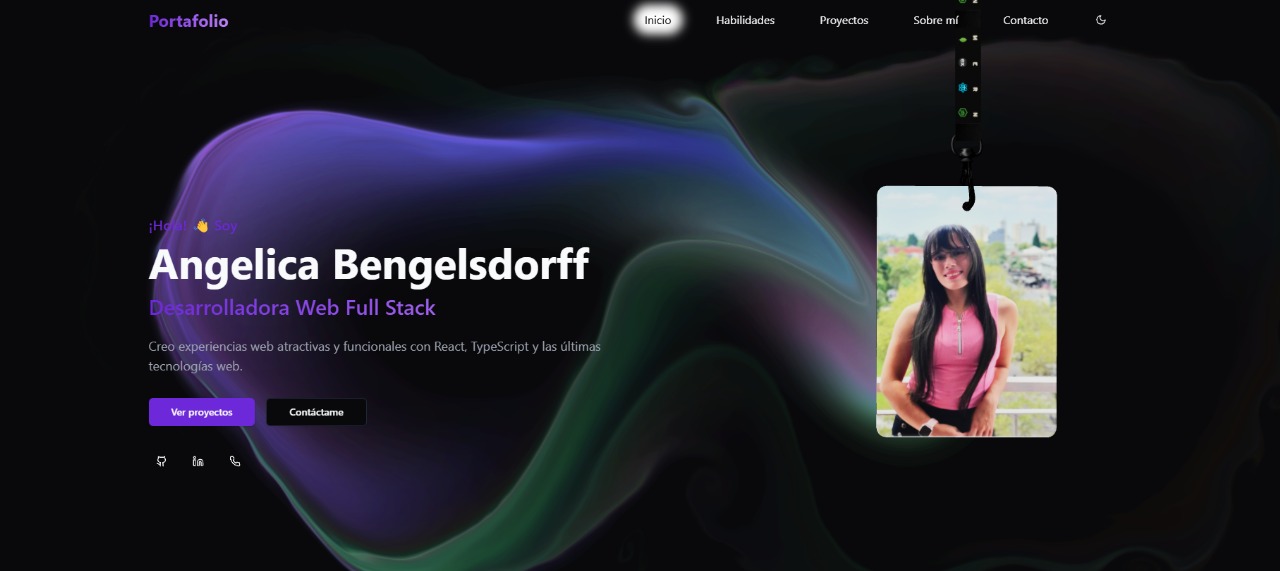 Portafolio
Inicio
Habilidades
Proyectos
Sobre mí
Contacto
¡Hola! 👋 Soy
Angelica Bengelsdorff
Desarrolladora Web Full Stack
Creo experiencias web atractivas y funcionales con React, TypeScript y las últimas
tecnologías web.
Ver proyectos
Contáctame